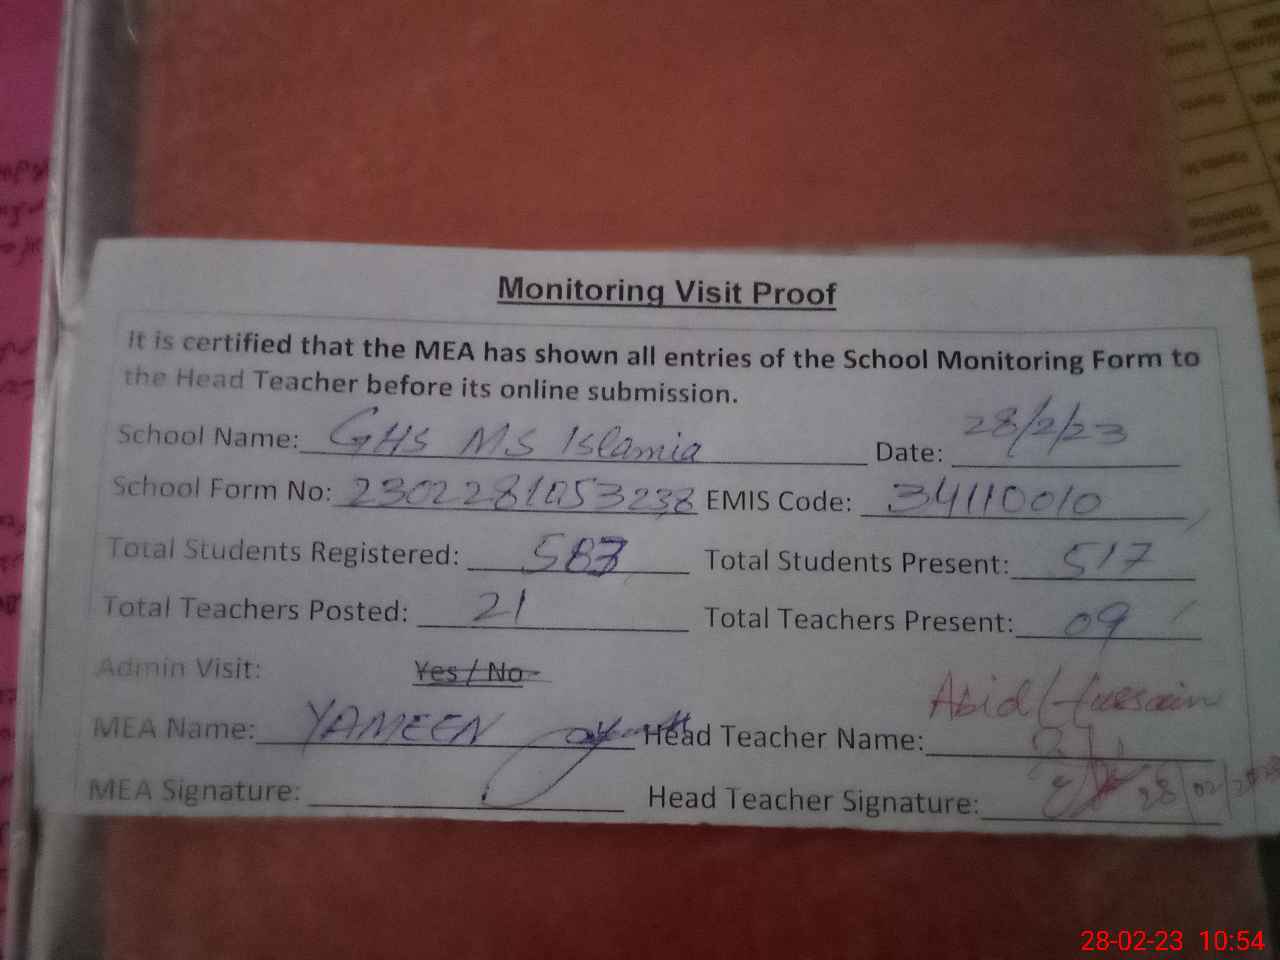 Monitoring Visit Proof
It is certified that the MEA has shown all entries of the School Monitoring Form to
the Head Teacher before its online submission.
School Name: GHS MS Islamia Date: 28/2/23
School Form No: 2302281053238 EMIS Code: 34110010
Total Students Registered: 583 Total Students Present: 517
Total Teachers Posted: 21 Total Teachers Present: 09
Admin Visit: Yes / No
MEA Name: YAMEEN Head Teacher Name: Abid Hussain
MEA Signature: Head Teacher Signature: 28/02/
28-02-23 10:54